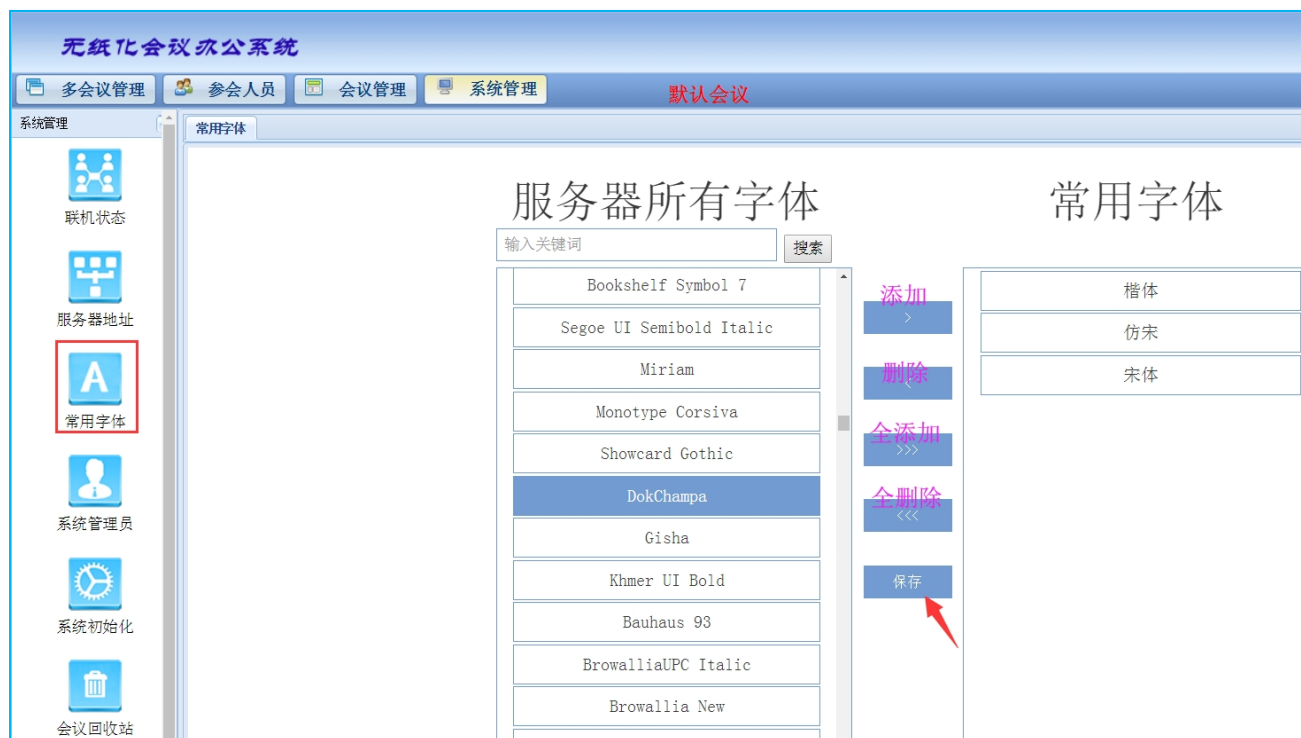 无纸化会议办公系统
多会议管理 参会人员 会议管理 系统管理 默认会议
系统管理
常用字体
联机状态
服务器地址
A
常用字体
系统管理员
系统初始化
会议回收站
服务器所有字体
输入关键词 搜索
Bookshelf Symbol 7
Segoe UI Semibold Italic
Miriam
Monotype Corsiva
Showcard Gothic
DokChampa
Gisha
Khmer UI Bold
Bauhaus 93
BrowalliaUPC Italic
Browallia New
添加
>
删除
<
全添加
>>>
全删除
<<<
保存
常用字体
楷体
仿宋
宋体